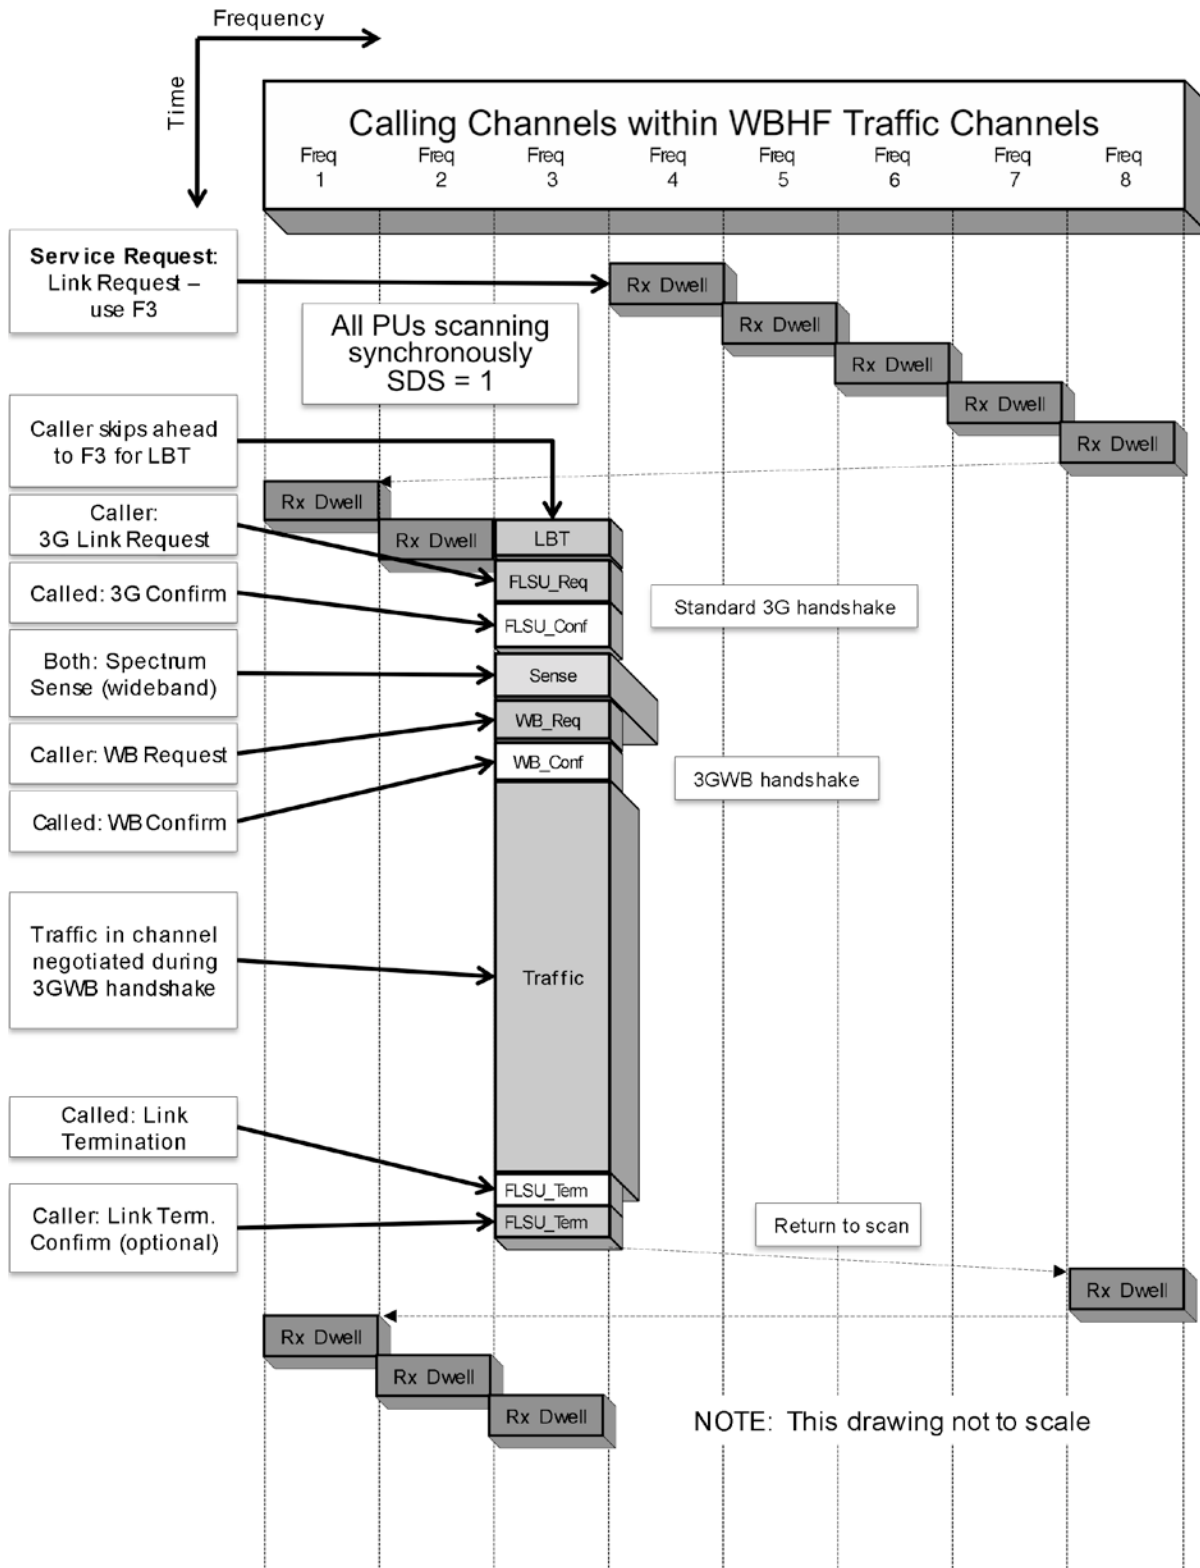 Frequency
Time
Calling Channels within WBHF Traffic Channels
Freq Freq Freq Freq Freq Freq Freq Freq
1 2 3 4 5 6 7 8
Service Request:
Link Request –
use F3
Rx Dwell
All PUs scanning
synchronously
SDS = 1
Rx Dwell
Rx Dwell
Rx Dwell
Rx Dwell
Caller skips ahead
to F3 for LBT
Rx Dwell
Rx Dwell
LBT
Caller:
3G Link Request
FLSU_Req
Called: 3G Confirm
FLSU_Conf
Standard 3G handshake
Both: Spectrum
Sense (wideband)
Sense
Caller: WB Request
WB_Req
Called: WB Confirm
WB_Conf
3GWB handshake
Traffic in channel
negotiated during
3GWB handshake
Traffic
Called: Link
Termination
FLSU_Term
Caller: Link Term.
Confirm (optional)
FLSU_Term
Return to scan
Rx Dwell
Rx Dwell
Rx Dwell
Rx Dwell
NOTE: This drawing not to scale